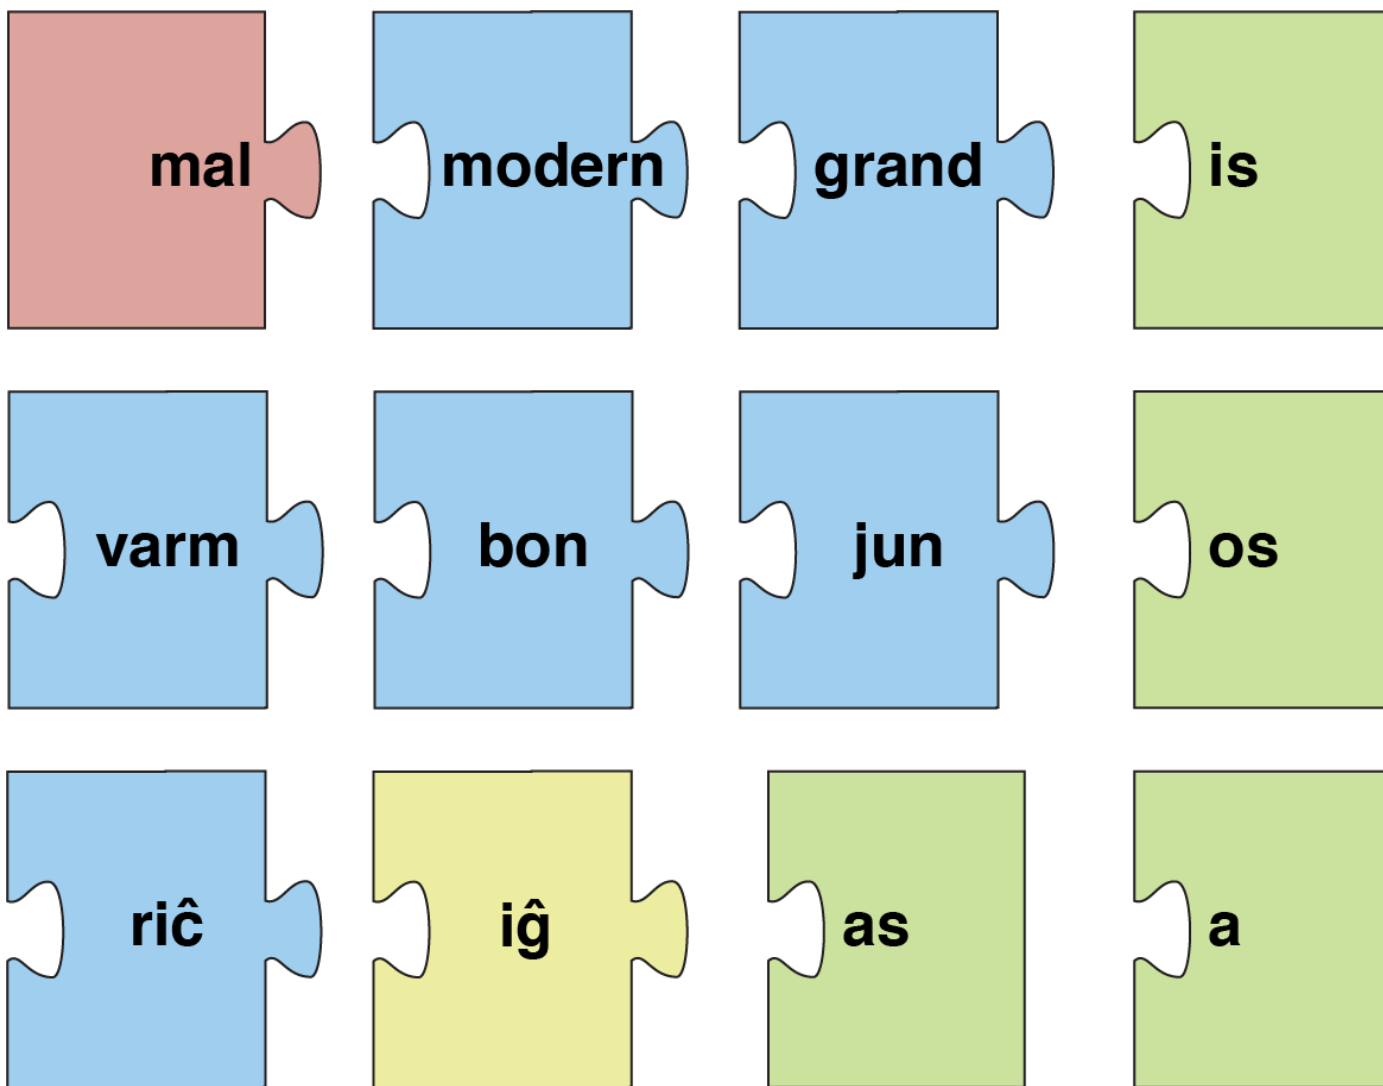 mal modern grand is
varm bon jun os
riĉ iĝ as a